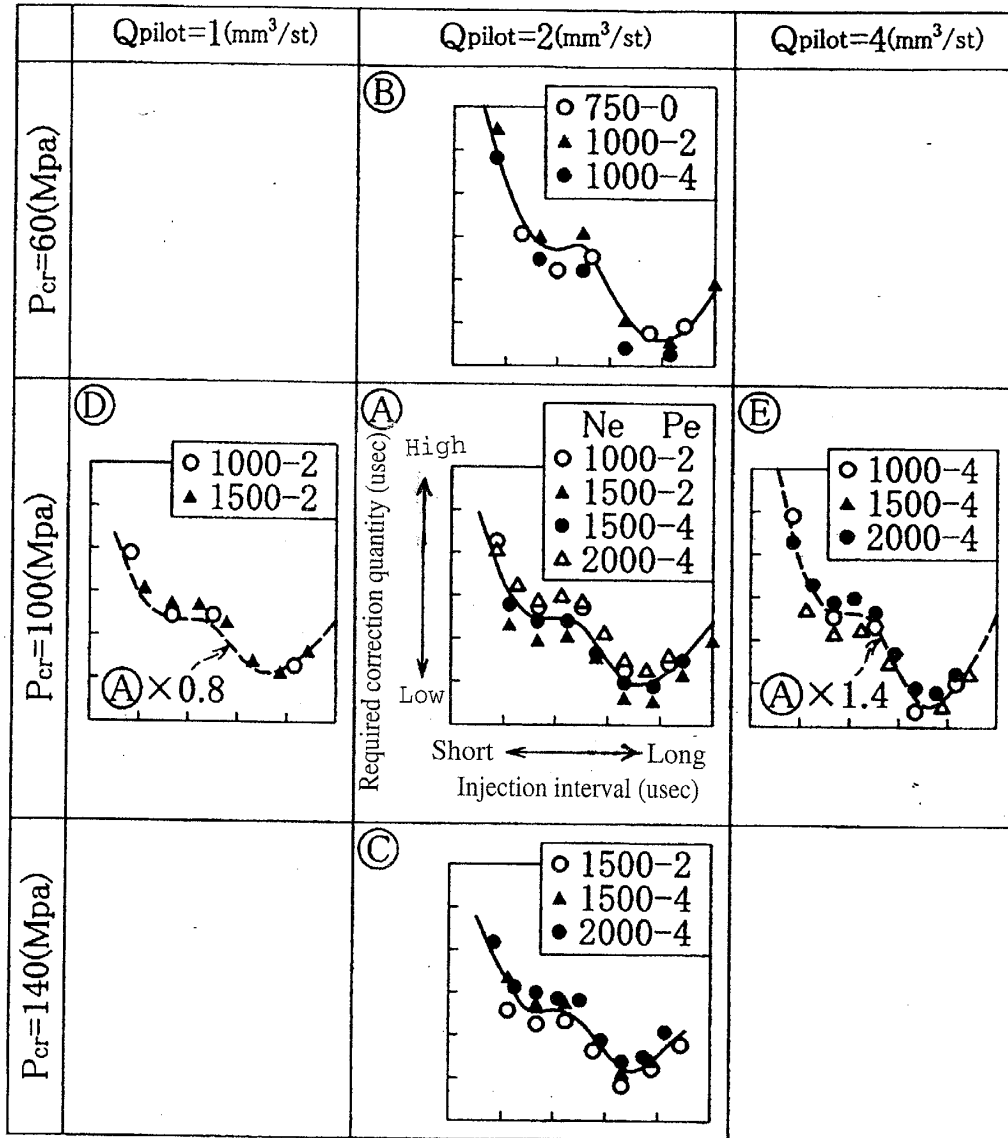 Qpilot=1(mm³/st)
Qpilot=2(mm³/st)
Qpilot=4(mm³/st)
Pcr=60(Mpa)
B
750-0
1000-2
1000-4
Pcr=100(Mpa)
D
1000-2
1500-2
A×0.8
A
Required correction quantity (usec)
High
Low
Ne Pe
1000-2
1500-2
1500-4
2000-4
Short Long
Injection interval (usec)
E
1000-4
1500-4
2000-4
A×1.4
Pcr=140(Mpa)
C
1500-2
1500-4
2000-4